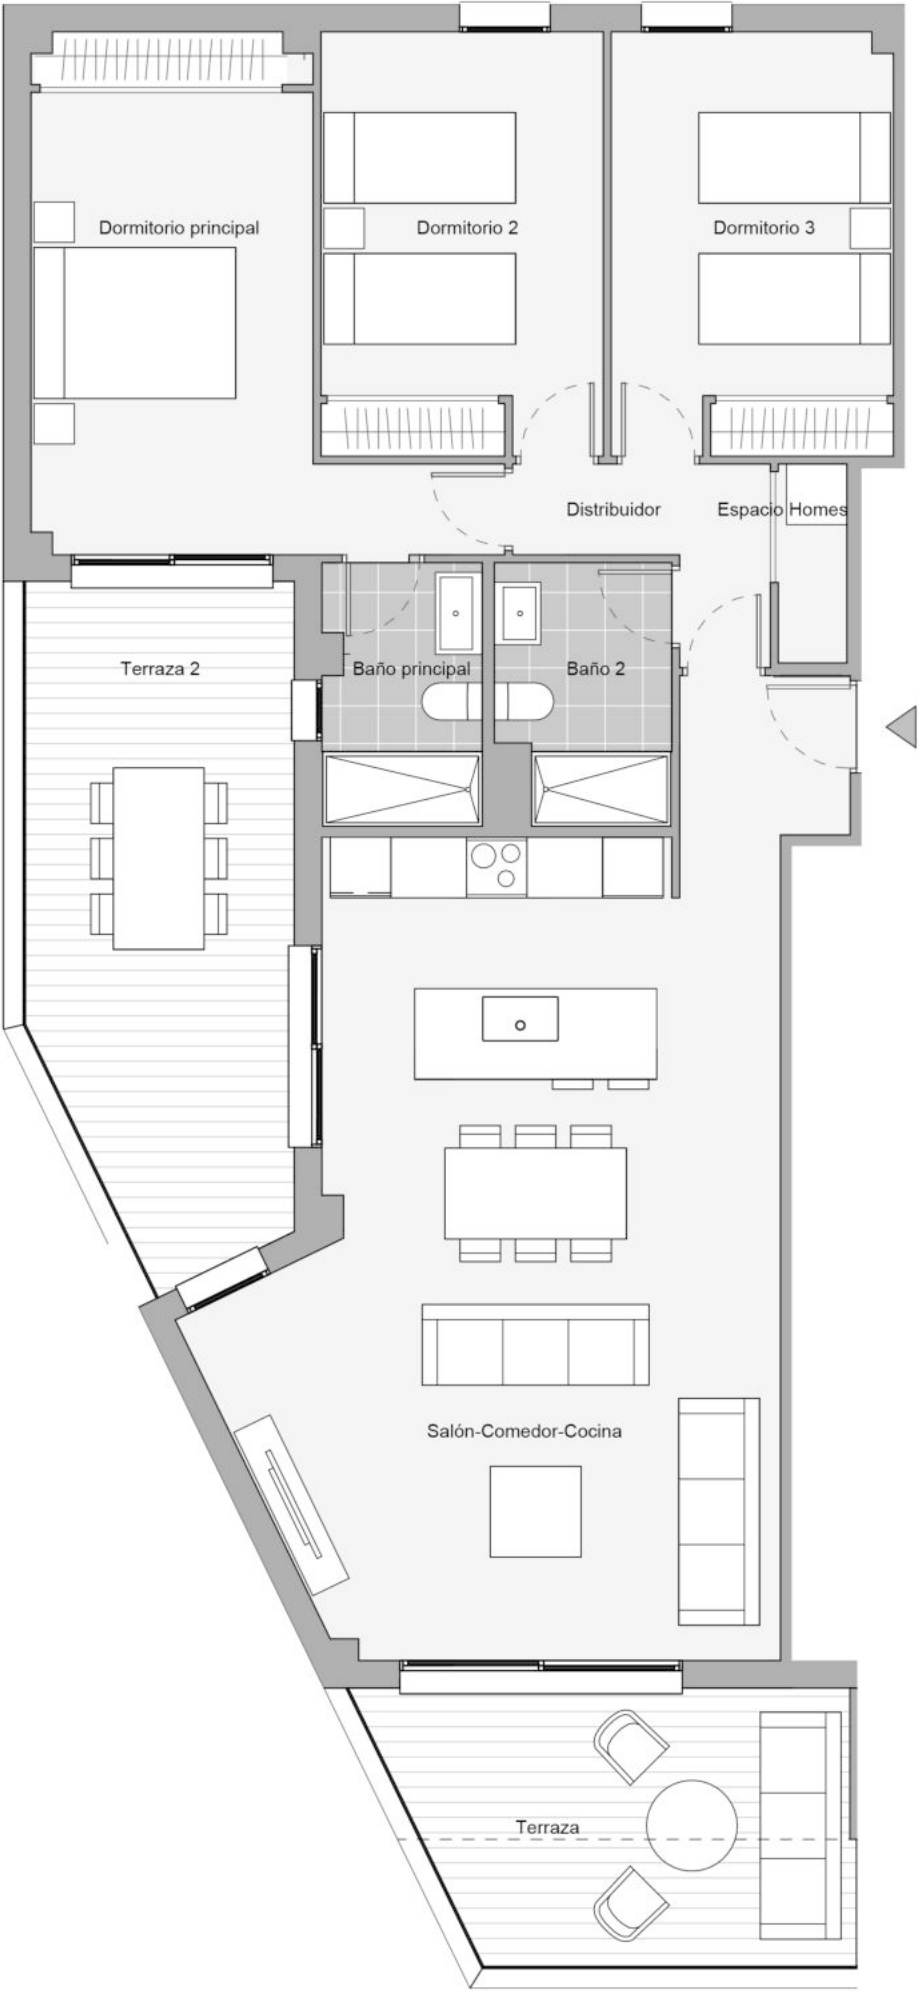 Dormitorio principal
Dormitorio 2
Dormitorio 3
Distribuidor
Espacio Homes
Terraza 2
Baño principal
Baño 2
Salón-Comedor-Cocina
Terraza